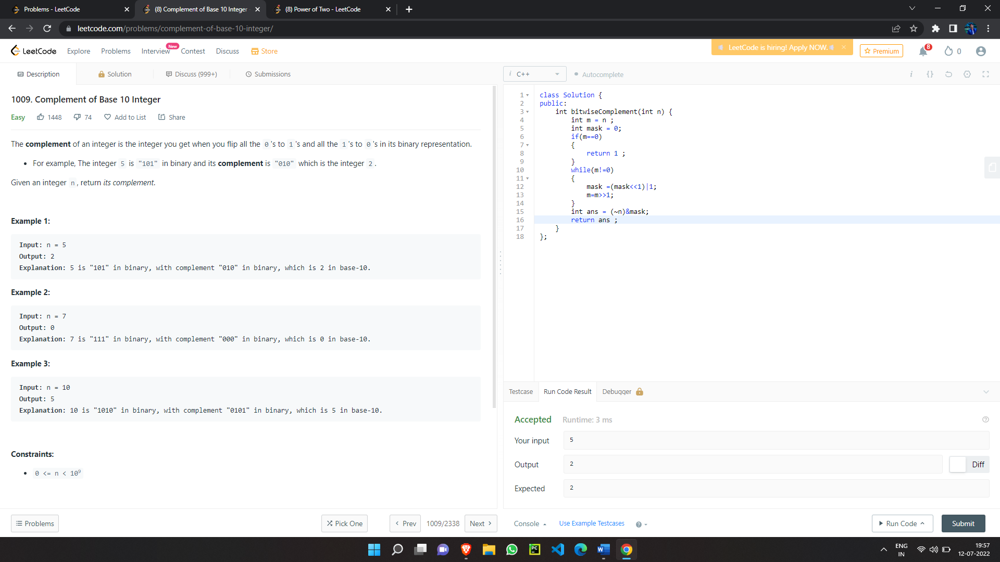 Problems - LeetCode
(8) Complement of Base 10 Integer
(8) Power of Two - LeetCode
leetcode.com/problems/complement-of-base-10-integer/
LeetCode Explore Problems Interview New Contest Discuss Store
LeetCode is hiring! Apply NOW.
Premium
8
0
Description
Solution
Discuss (999+)
Submissions
i C++
Autocomplete
i {}
1009. Complement of Base 10 Integer
Easy 1448 74 Add to List Share
The complement of an integer is the integer you get when you flip all the 0's to 1's and all the 1's to 0's in its binary representation.
• For example, The integer 5 is "101" in binary and its complement is "010" which is the integer 2.
Given an integer n, return its complement.
Example 1:
Input: n = 5
Output: 2
Explanation: 5 is "101" in binary, with complement "010" in binary, which is 2 in base-10.
Example 2:
Input: n = 7
Output: 0
Explanation: 7 is "111" in binary, with complement "000" in binary, which is 0 in base-10.
Example 3:
Input: n = 10
Output: 5
Explanation: 10 is "1010" in binary, with complement "0101" in binary, which is 5 in base-10.
Constraints:
• 0 <= n < 10⁹
Problems
Pick One
Prev
1009/2338
Next
1 class Solution {
2 public:
3     int bitwiseComplement(int n) {
4         int m = n ;
5         int mask = 0;
6         if(m==0)
7         {
8             return 1 ;
9         }
10         while(m!=0)
11         {
12             mask =(mask<<1)|1;
13             m=m>>1;
14         }
15         int ans = (~n)&mask;
16         return ans ;
17     }
18 };
Testcase
Run Code Result
Debugger
Accepted Runtime: 3 ms
Your input 5
Output 2
Diff
Expected 2
Console
Use Example Testcases
Run Code
Submit
PC
W
ENG
IN
19:57
12-07-2022